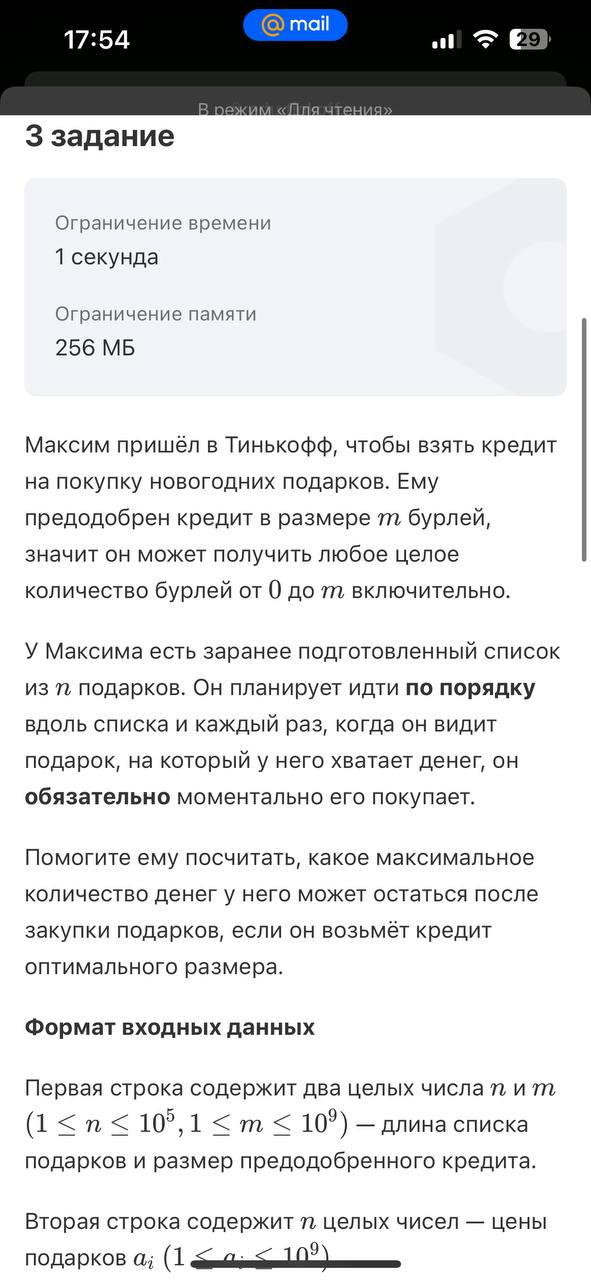 17:54
@ mail
29
В режим «Для чтения»
3 задание
Ограничение времени
1 секунда
Ограничение памяти
256 МБ
Максим пришёл в Тинькофф, чтобы взять кредит
на покупку новогодних подарков. Ему
предодобрен кредит в размере m бурлей,
значит он может получить любое целое
количество бурлей от 0 до m включительно.
У Максима есть заранее подготовленный список
из n подарков. Он планирует идти по порядку
вдоль списка и каждый раз, когда он видит
подарок, на который у него хватает денег, он
обязательно моментально его покупает.
Помогите ему посчитать, какое максимальное
количество денег у него может остаться после
закупки подарков, если он возьмёт кредит
оптимального размера.
Формат входных данных
Первая строка содержит два целых числа n и m
(1 ≤ n ≤ 10⁵, 1 ≤ m ≤ 10⁹) — длина списка
подарков и размер предодобренного кредита.
Вторая строка содержит n целых чисел — цены
подарков aᵢ (1 ≤ aᵢ ≤ 10⁹)